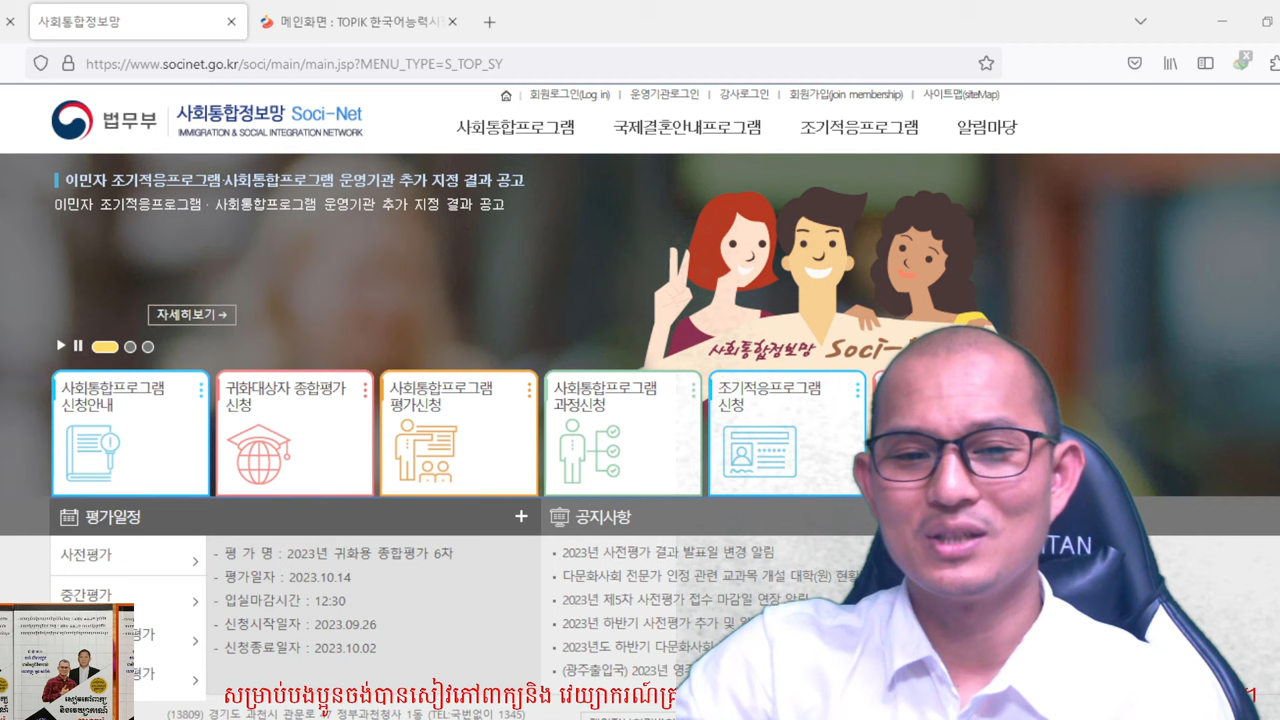 사회통합정보망
메인화면 : TOPIK 한국어능력시
https://www.socinet.go.kr/soci/main/main.jsp?MENU_TYPE=S_TOP_SY
회원로그인(Log in) | 운영기관로그인 | 강사로그인 | 회원가입(join membership) | 사이트맵(siteMap)
법무부
사회통합정보망 Soci-Net
IMMIGRATION & SOCIAL INTEGRATION NETWORK
사회통합프로그램 국제결혼안내프로그램 조기적응프로그램 알림마당
이민자 조기적응프로그램·사회통합프로그램 운영기관 추가 지정 결과 공고
이민자 조기적응프로그램 · 사회통합프로그램 운영기관 추가 지정 결과 공고
자세히보기
사회통합정보망 Soci-
사회통합프로그램
신청안내
귀화대상자 종합평가
신청
사회통합프로그램
평가신청
사회통합프로그램
과정신청
조기적응프로그램
신청
평가일정
사전평가
중간평가
평가
평가
- 평 가 명 : 2023년 귀화용 종합평가 6차
- 평가일자 : 2023.10.14
- 입실마감시간 : 12:30
- 신청시작일자 : 2023.09.26
- 신청종료일자 : 2023.10.02
공지사항
2023년 사전평가 결과 발표일 변경 알림
다문화사회 전문가 인정 관련 교과목 개설 대학(원) 현황
2023년 제5차 사전평가 접수 마감일 연장 알림
2023년 하반기 사전평가 추가 및
2023년도 하반기 다문화사회
(광주출입국) 2023년
TAN
សម្រាប់បងប្អូនចង់បានសៀវភៅពាក្យនិង វេយ្យាករណ៍
(13809) 경기도 과천시 관문로 정부과천청사 1동 (TEL:국번없이 1345)